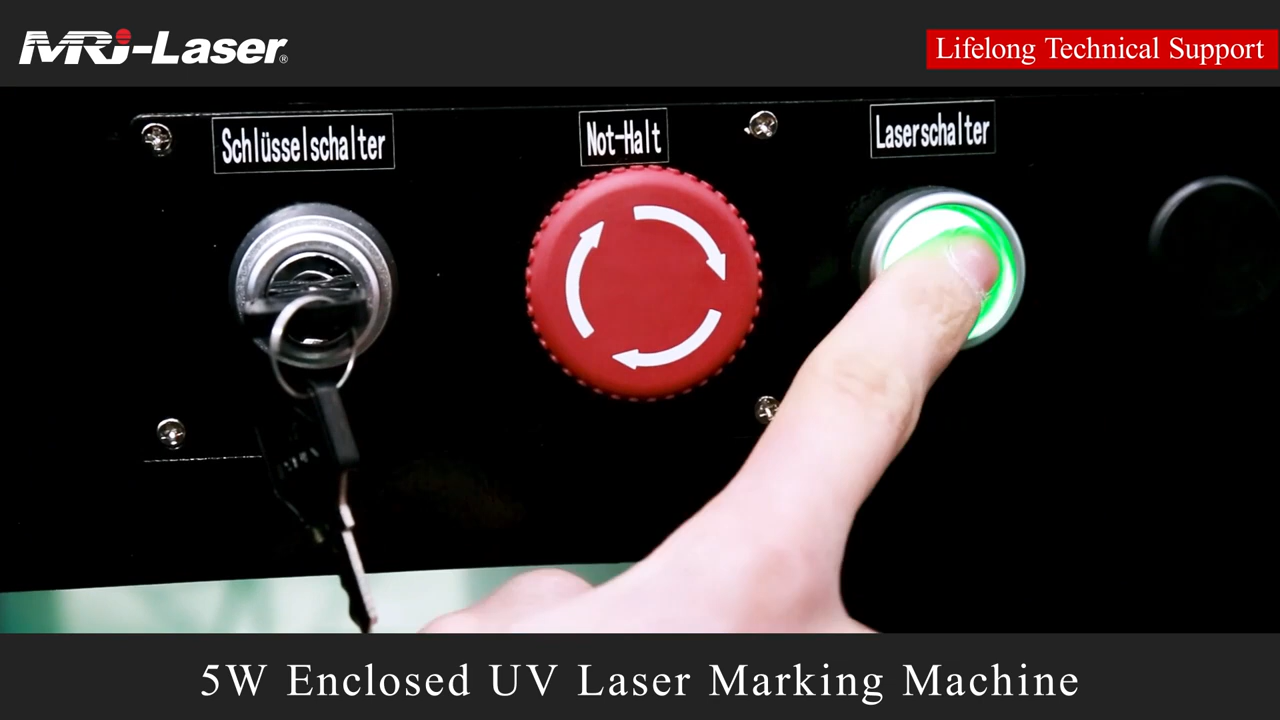 MRJ-Laser®
Lifelong Technical Support
Schlüsselschalter
Not-Halt
Laserschalter
5W Enclosed UV Laser Marking Machine